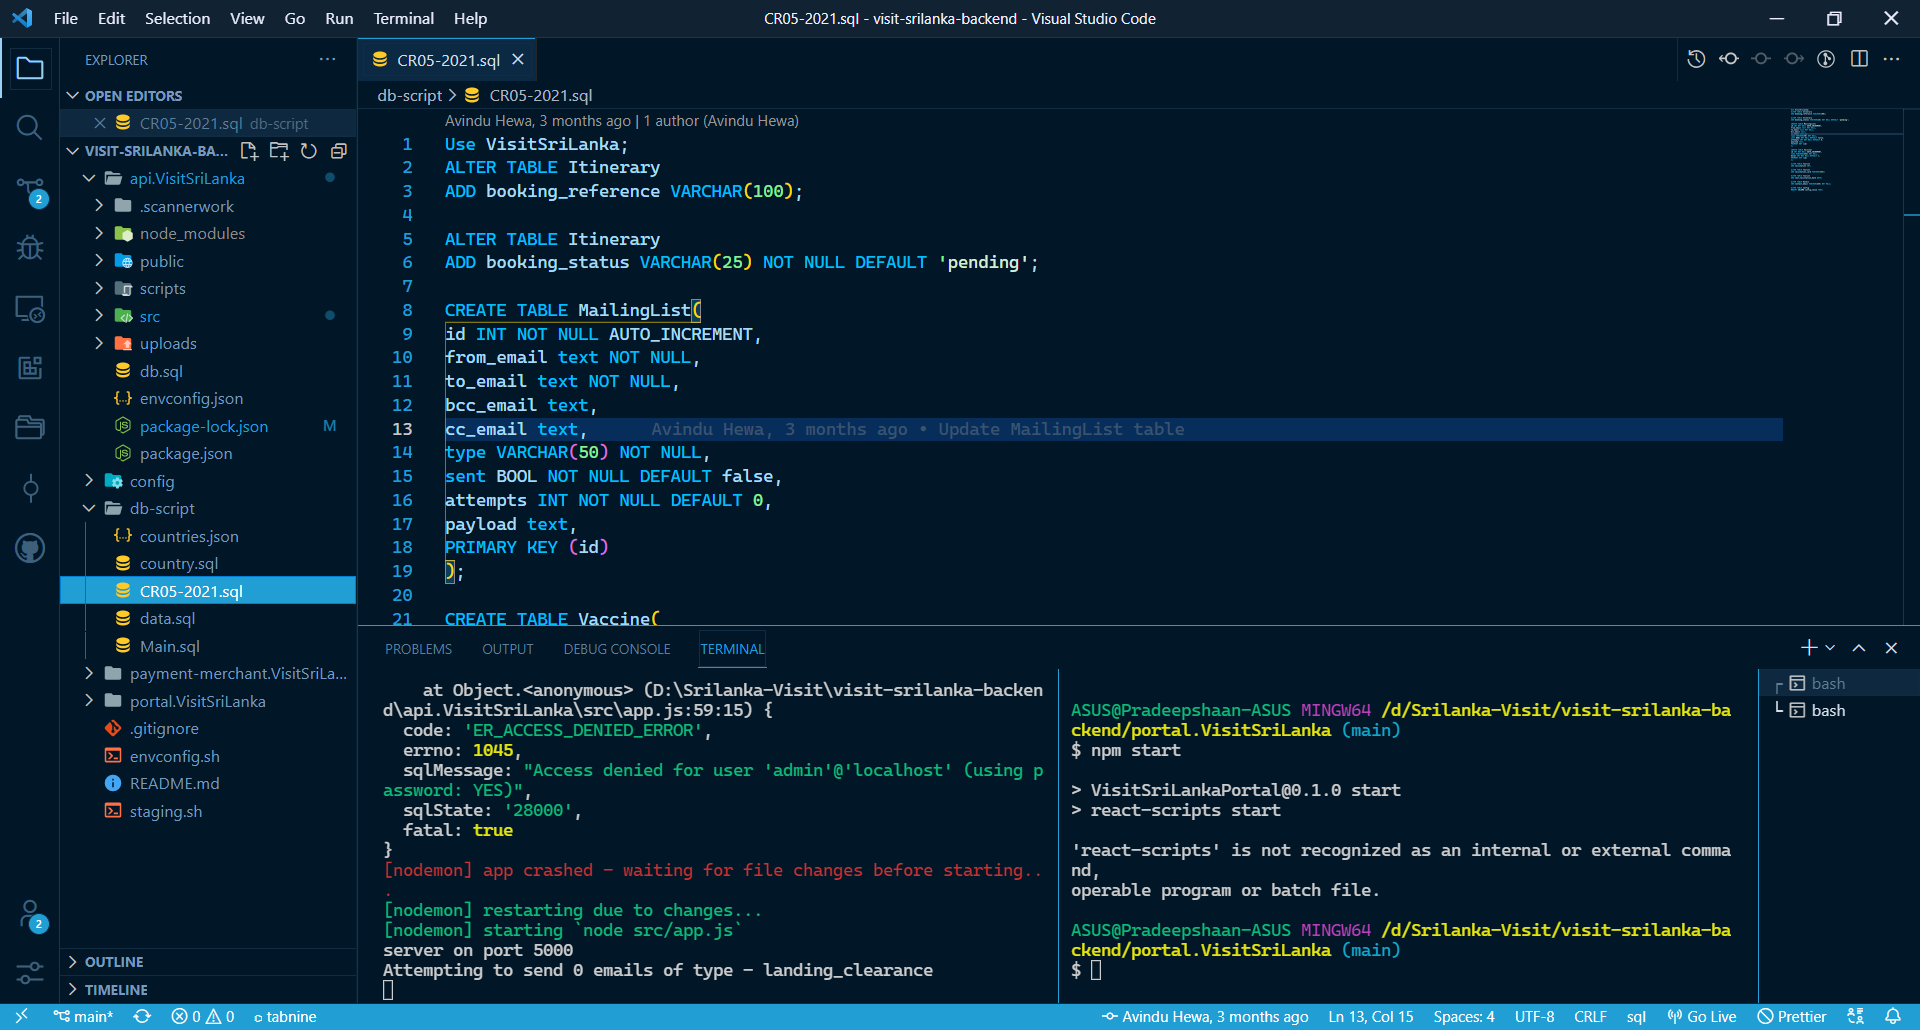 File Edit Selection View Go Run Terminal Help
CR05-2021.sql - visit-srilanka-backend - Visual Studio Code
EXPLORER
OPEN EDITORS
CR05-2021.sql db-script
VISIT-SRILANKA-BA...
api.VisitSriLanka
.scannerwork
node_modules
public
scripts
src
uploads
db.sql
envconfig.json
package-lock.json M
package.json
config
db-script
countries.json
country.sql
CR05-2021.sql
data.sql
Main.sql
payment-merchant.VisitSriLa...
portal.VisitSriLanka
.gitignore
envconfig.sh
README.md
staging.sh
OUTLINE
TIMELINE
2
2
CR05-2021.sql
db-script > CR05-2021.sql
Avindu Hewa, 3 months ago | 1 author (Avindu Hewa)
1 Use VisitSriLanka;
2 ALTER TABLE Itinerary
3 ADD booking_reference VARCHAR(100);
4
5 ALTER TABLE Itinerary
6 ADD booking_status VARCHAR(25) NOT NULL DEFAULT 'pending';
7
8 CREATE TABLE MailingList(
9 id INT NOT NULL AUTO_INCREMENT,
10 from_email text NOT NULL,
11 to_email text NOT NULL,
12 bcc_email text,
13 cc_email text, Avindu Hewa, 3 months ago • Update MailingList table
14 type VARCHAR(50) NOT NULL,
15 sent BOOL NOT NULL DEFAULT false,
16 attempts INT NOT NULL DEFAULT 0,
17 payload text,
18 PRIMARY KEY (id)
19 );
20
21 CREATE TABLE Vaccine(
PROBLEMS OUTPUT DEBUG CONSOLE TERMINAL
at Object.<anonymous> (D:\Srilanka-Visit\visit-srilanka-backen
d\api.VisitSriLanka\src\app.js:59:15) {
code: 'ER_ACCESS_DENIED_ERROR',
errno: 1045,
sqlMessage: "Access denied for user 'admin'@'localhost' (using p
assword: YES)",
sqlState: '28000',
fatal: true
}
[nodemon] app crashed - waiting for file changes before starting..
.
[nodemon] restarting due to changes...
[nodemon] starting `node src/app.js`
server on port 5000
Attempting to send 0 emails of type - landing_clearance
ASUS@Pradeepshaan-ASUS MINGW64 /d/Srilanka-Visit/visit-srilanka-ba
ckend/portal.VisitSriLanka (main)
$ npm start
> VisitSriLankaPortal@0.1.0 start
> react-scripts start
'react-scripts' is not recognized as an internal or external comma
nd,
operable program or batch file.
ASUS@Pradeepshaan-ASUS MINGW64 /d/Srilanka-Visit/visit-srilanka-ba
ckend/portal.VisitSriLanka (main)
$
bash
bash
main* 0 0 tabnine
Avindu Hewa, 3 months ago Ln 13, Col 15 Spaces: 4 UTF-8 CRLF sql Go Live Prettier